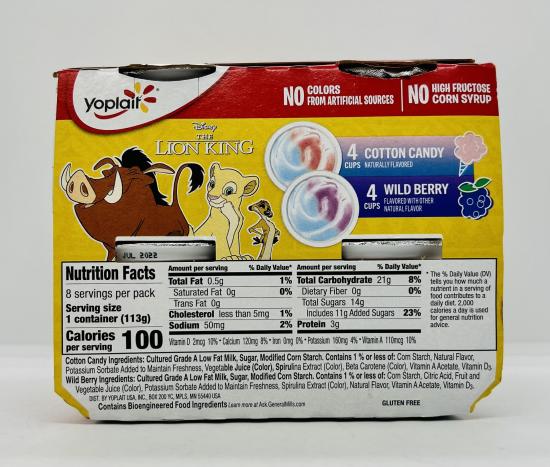 Yoplait
NO COLORS FROM ARTIFICIAL SOURCES
NO HIGH FRUCTOSE CORN SYRUP
Disney
THE
LION KING
4 CUPS COTTON CANDY
NATURALLY FLAVORED
4 CUPS WILD BERRY
FLAVORED WITH OTHER
NATURAL FLAVOR
JUL 2022
Nutrition Facts
8 servings per pack
Serving size
1 container (113g)
Calories 100
per serving
Amount per serving % Daily Value*
Total Fat 0.5g 1%
Saturated Fat 0g 0%
Trans Fat 0g
Cholesterol less than 5mg 1%
Sodium 50mg 2%
Amount per serving % Daily Value*
Total Carbohydrate 21g 8%
Dietary Fiber 0g 0%
Total Sugars 14g
Includes 11g Added Sugars 23%
Protein 3g
Vitamin D 2mcg 10% • Calcium 120mg 8% • Iron 0mg 0% • Potassium 160mg 4% • Vitamin A 110mcg 10%
* The % Daily Value (DV)
tells you how much a
nutrient in a serving of
food contributes to a
daily diet. 2,000
calories a day is used
for general nutrition
advice.
Cotton Candy Ingredients: Cultured Grade A Low Fat Milk, Sugar, Modified Corn Starch. Contains 1% or less of: Corn Starch, Natural Flavor,
Potassium Sorbate Added to Maintain Freshness, Vegetable Juice (Color), Spirulina Extract (Color), Beta Carotene (Color), Vitamin A Acetate, Vitamin D3.
Wild Berry Ingredients: Cultured Grade A Low Fat Milk, Sugar, Modified Corn Starch. Contains 1% or less of: Corn Starch, Citric Acid, Fruit and
Vegetable Juice (Color), Potassium Sorbate Added to Maintain Freshness, Spirulina Extract (Color), Natural Flavor, Vitamin A Acetate, Vitamin D3.
DIST. BY YOPLAIT USA, INC., BOX 200 YC, MPLS, MN 55440 USA
Contains Bioengineered Food Ingredients Learn more at Ask.GeneralMills.com
GLUTEN FREE